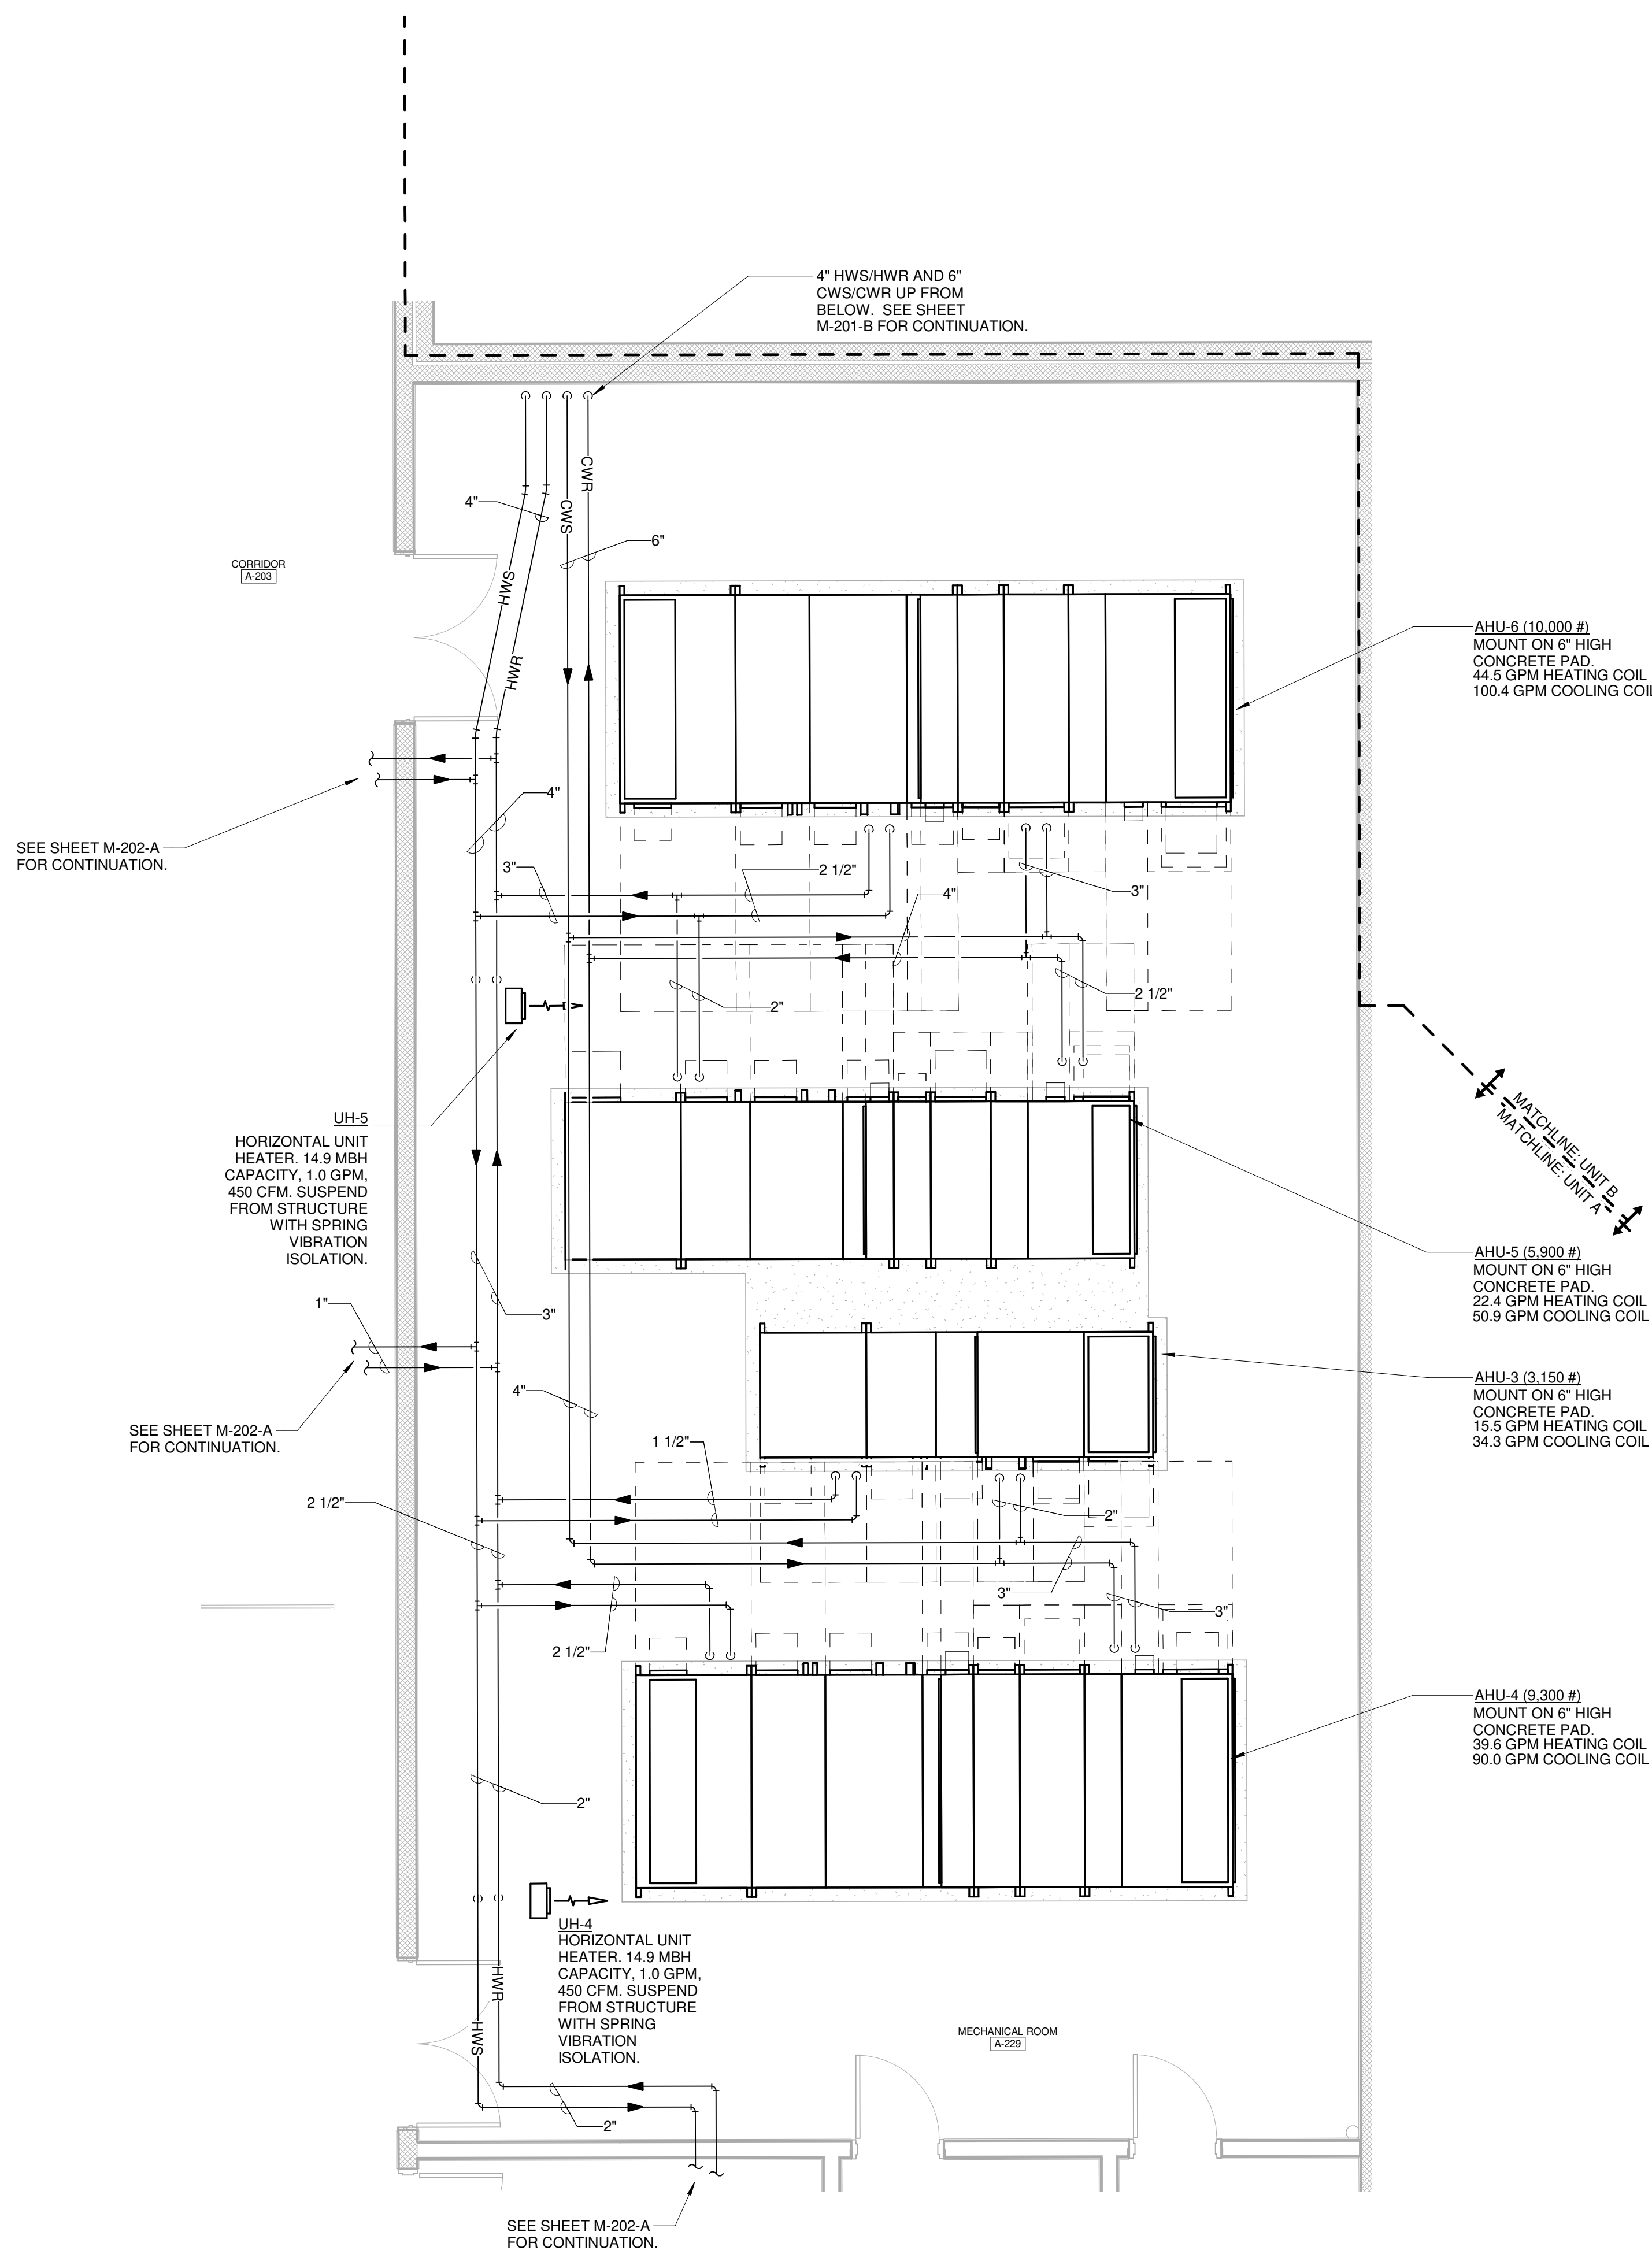 4" HWS/HWR AND 6"
CWS/CWR UP FROM
BELOW. SEE SHEET
M-201-B FOR CONTINUATION.
CWR
4"
CWS
6"
CORRIDOR
A-203
HWS
HWR
AHU-6 (10,000 #)
MOUNT ON 6" HIGH
CONCRETE PAD.
44.5 GPM HEATING COIL
100.4 GPM COOLING COIL
4"
SEE SHEET M-202-A
FOR CONTINUATION.
3"
2 1/2"
4"
3"
2"
2 1/2"
UH-5
HORIZONTAL UNIT
HEATER. 14.9 MBH
CAPACITY, 1.0 GPM,
450 CFM. SUSPEND
FROM STRUCTURE
WITH SPRING
VIBRATION
ISOLATION.
MATCHLINE: UNIT B
MATCHLINE: UNIT A
AHU-5 (5,900 #)
MOUNT ON 6" HIGH
CONCRETE PAD.
22.4 GPM HEATING COIL
50.9 GPM COOLING COIL
3"
1"
AHU-3 (3,150 #)
MOUNT ON 6" HIGH
CONCRETE PAD.
15.5 GPM HEATING COIL
34.3 GPM COOLING COIL
4"
SEE SHEET M-202-A
FOR CONTINUATION.
1 1/2"
2 1/2"
2"
3"
3"
2 1/2"
AHU-4 (9,300 #)
MOUNT ON 6" HIGH
CONCRETE PAD.
39.6 GPM HEATING COIL
90.0 GPM COOLING COIL
2"
UH-4
HORIZONTAL UNIT
HEATER. 14.9 MBH
CAPACITY, 1.0 GPM,
450 CFM. SUSPEND
FROM STRUCTURE
WITH SPRING
VIBRATION
ISOLATION.
HWR
HWS
MECHANICAL ROOM
A-229
2"
SEE SHEET M-202-A
FOR CONTINUATION.